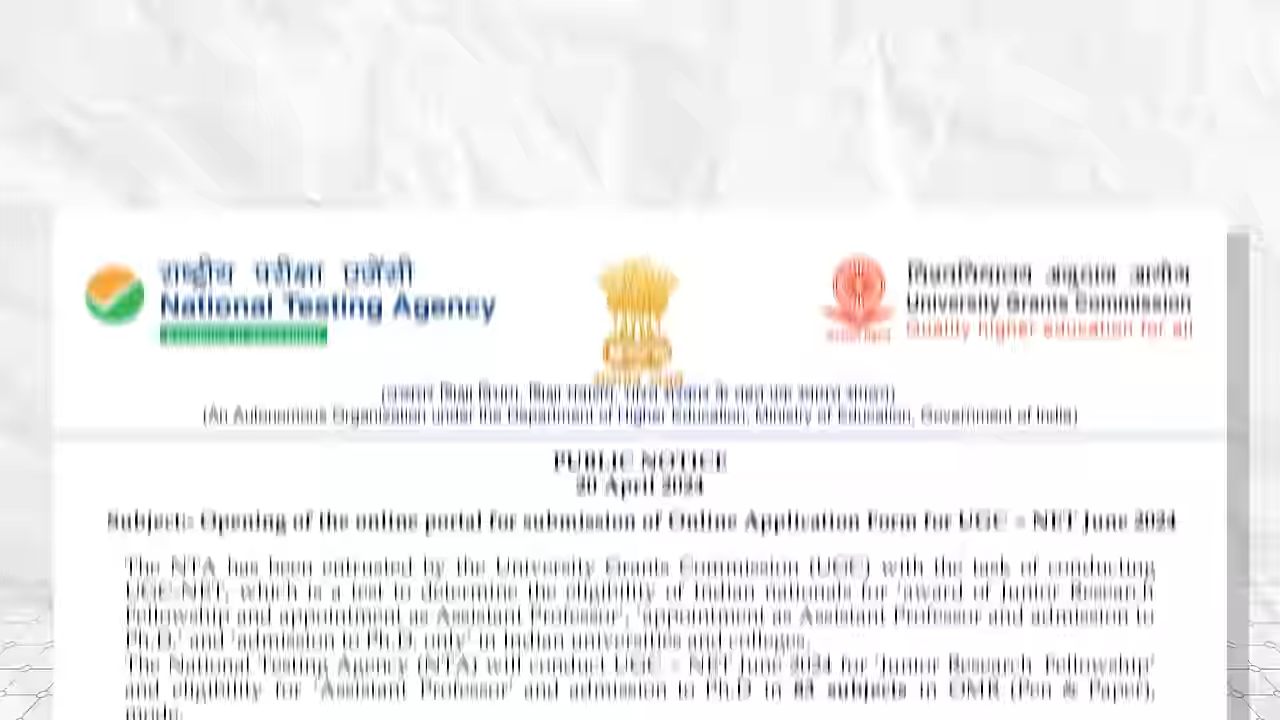 राष्ट्रीय परीक्षा एजेंसी
National Testing Agency
University Grants Commission
quality higher education for all
(An Autonomous Organization under the Department of Higher Education, Ministry of Education, Government of India)
PUBLIC NOTICE
20 April 2024
Subject:- Opening of the online portal for submission of Online Application Form for UGC - NET June 2024
The NTA has been entrusted by the University Grants Commission (UGC) with the task of conducting
UGC-NET, which is a test to determine the eligibility of Indian nationals for 'award of Junior Research
Fellowship and appointment as Assistant Professor', 'appointment as Assistant Professor and admission to
Ph.D.' and 'admission to Ph.D. only' in Indian universities and colleges.
The National Testing Agency (NTA) will conduct UGC - NET June 2024 for 'Junior Research Fellowship'
and eligibility for 'Assistant Professor' and admission to Ph.D in 83 subjects in OMR (Pen & Paper),
mode.